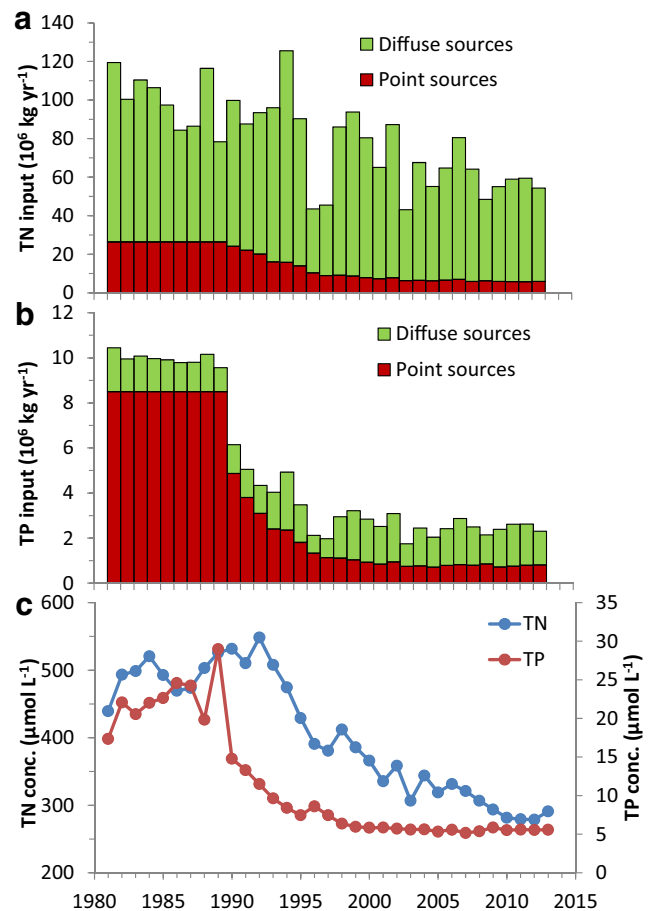 a
140
120
100
80
60
40
20
0
TN input (10⁶ kg yr⁻¹)
Diffuse sources
Point sources
b
12
10
8
6
4
2
0
TP input (10⁶ kg yr⁻¹)
Diffuse sources
Point sources
c
600
500
400
300
200
TN conc. (µmol L⁻¹)
TN
TP
35
30
25
20
15
10
5
0
TP conc. (µmol L⁻¹)
1980 1985 1990 1995 2000 2005 2010 2015